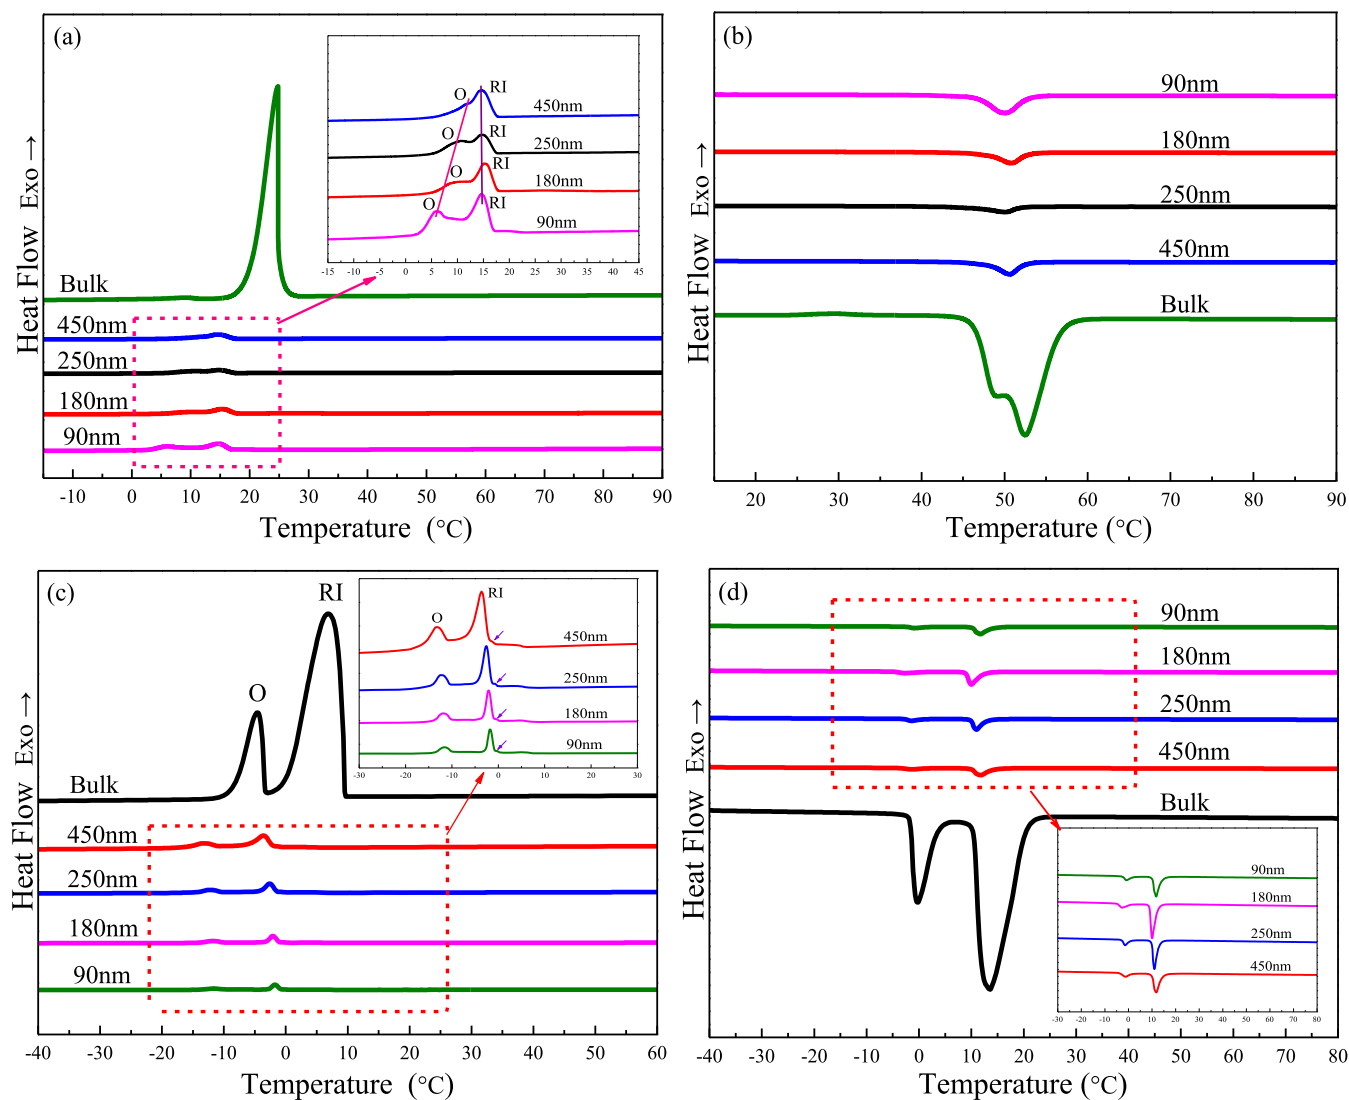 (a)
Heat Flow Exo →
Bulk
450nm
250nm
180nm
90nm
O RI
450nm
O RI
250nm
O RI
180nm
O RI
90nm
-15 -10 -5 0 5 10 15 20 25 30 35 40 45
-10 0 10 20 30 40 50 60 70 80 90
Temperature (°C)
(b)
Heat Flow Exo →
90nm
180nm
250nm
450nm
Bulk
20 30 40 50 60 70 80 90
Temperature (°C)
(c)
Heat Flow Exo →
RI
O
Bulk
450nm
250nm
180nm
90nm
O RI
450nm
250nm
180nm
90nm
-30 -20 -10 0 10 20 30
-40 -30 -20 -10 0 10 20 30 40 50 60
Temperature (°C)
(d)
Heat Flow Exo →
90nm
180nm
250nm
450nm
Bulk
90nm
180nm
250nm
450nm
-30 -20 -10 0 10 20 30 40 50 60 70 80
-40 -20 0 20 40 60 80
Temperature (°C)